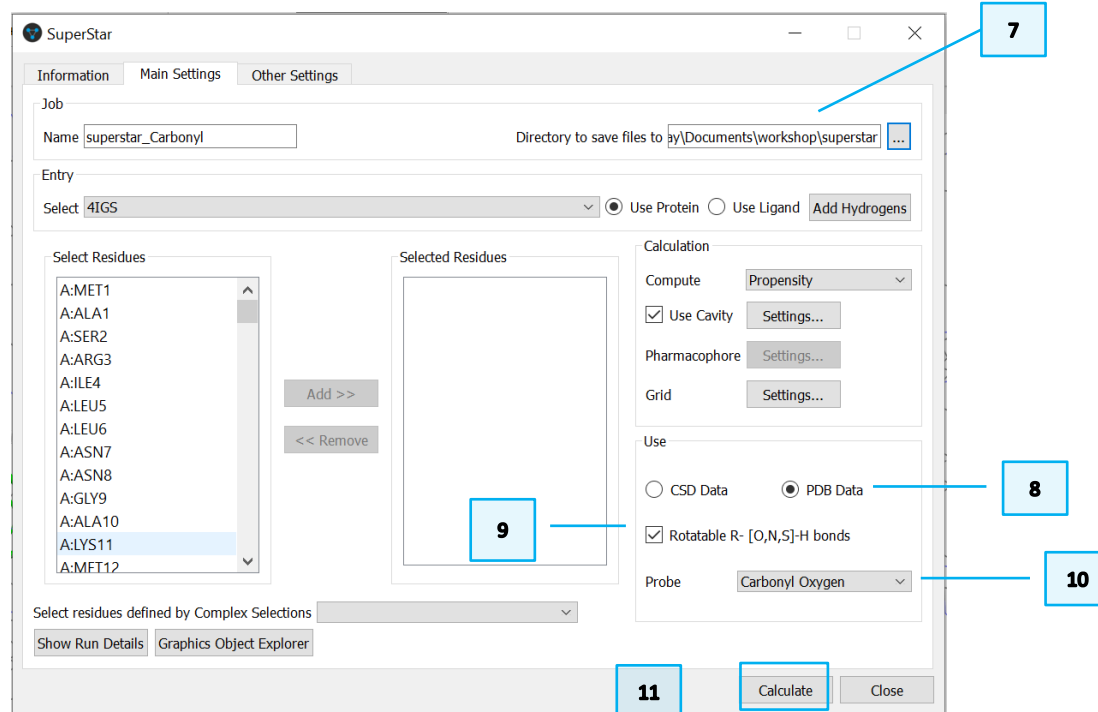 SuperStar
7
Information Main Settings Other Settings
Job
Name superstar_Carbonyl Directory to save files to ay\Documents\workshop\superstar ...
Entry
Select 4IGS Use Protein Use Ligand Add Hydrogens
Select Residues
A:MET1
A:ALA1
A:SER2
A:ARG3
A:ILE4
A:LEU5
A:LEU6
A:ASN7
A:ASN8
A:GLY9
A:ALA10
A:LYS11
A:MET12
Add >>
<< Remove
Selected Residues
Calculation
Compute Propensity
Use Cavity Settings...
Pharmacophore Settings...
Grid Settings...
Use
CSD Data PDB Data
8
9
Rotatable R- [O,N,S]-H bonds
Probe Carbonyl Oxygen
10
Select residues defined by Complex Selections
Show Run Details Graphics Object Explorer
11
Calculate Close